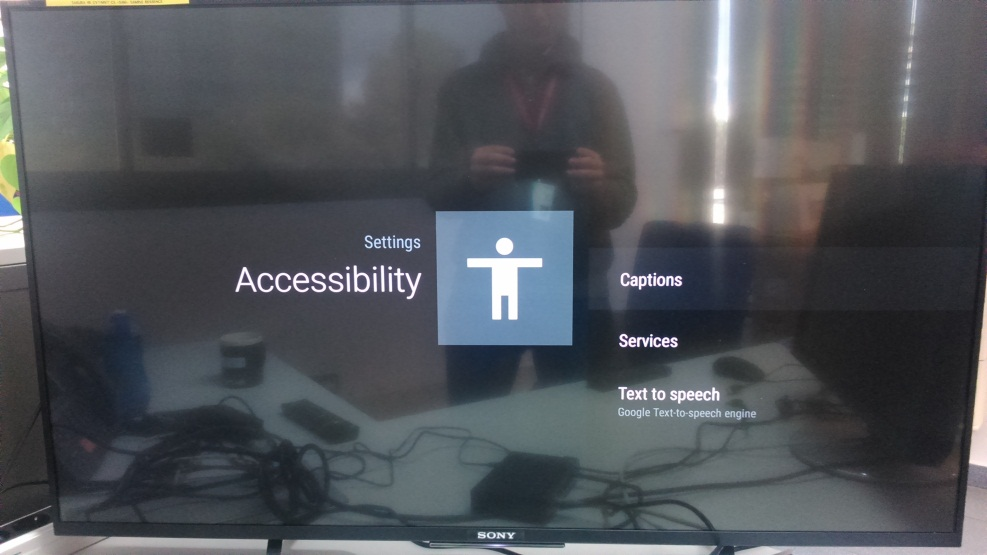 Settings
Accessibility
Captions
Services
Text to speech
Google Text-to-speech engine
SONY